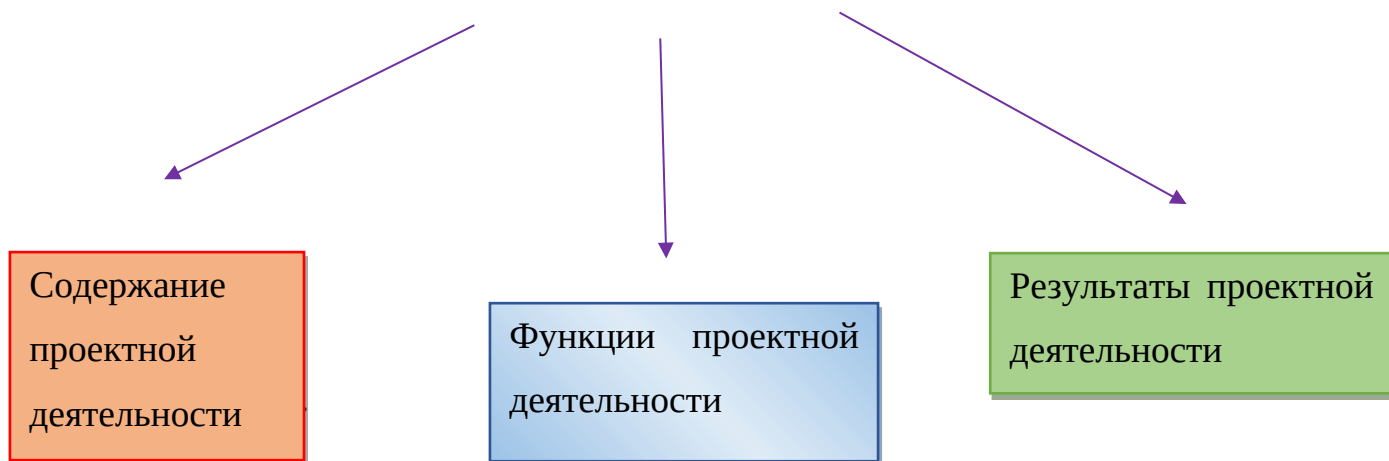 Содержание
проектной
деятельности
Функции проектной
деятельности
Результаты проектной
деятельности